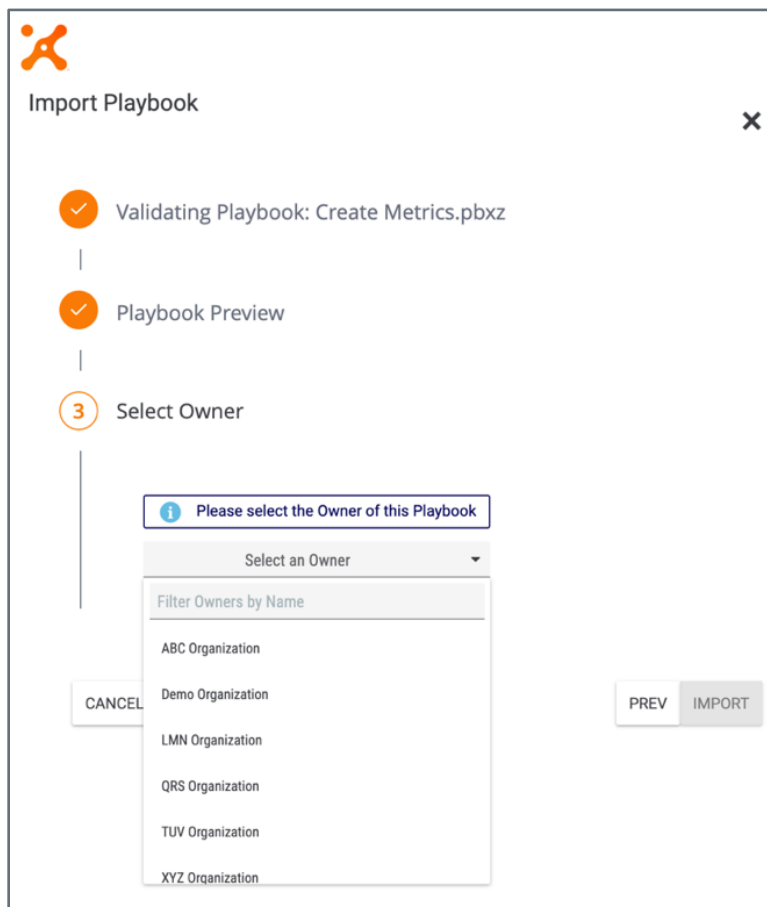 Import Playbook
Validating Playbook: Create Metrics.pbxz
Playbook Preview
3 Select Owner
Please select the Owner of this Playbook
Select an Owner
Filter Owners by Name
ABC Organization
Demo Organization
LMN Organization
CANCEL PREV IMPORT
QRS Organization
TUV Organization
XYZ Organization